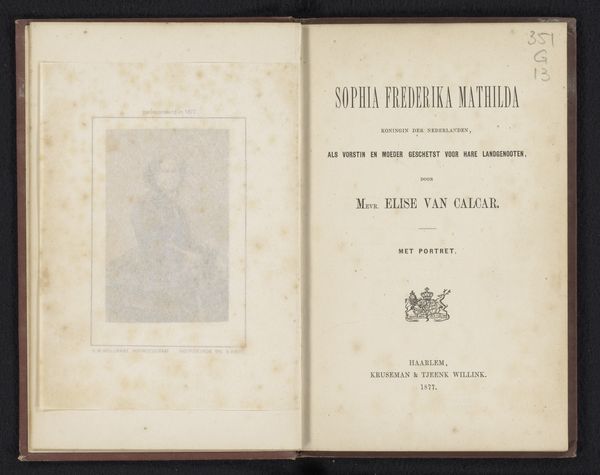 351
G
13
SOPHIA FREDERIKA MATHILDA
KONINGIN DER NEDERLANDEN,
ALS VORSTIN EN MOEDER GESCHETST VOOR HARE LANDGENOOTEN,
DOOR
MEVR. ELISE VAN CALCAR.
MET PORTRET.
HAARLEM,
KRUSEMAN & TJEENK WILLINK.
1877.